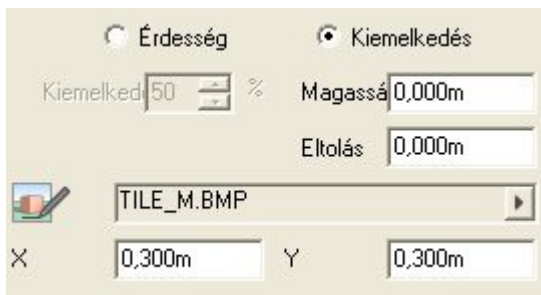 Érdesség Kiemelkedés
Kiemelked 50 % Magassá 0,000m
Eltolás 0,000m
TILE_M.BMP
X 0,300m Y 0,300m